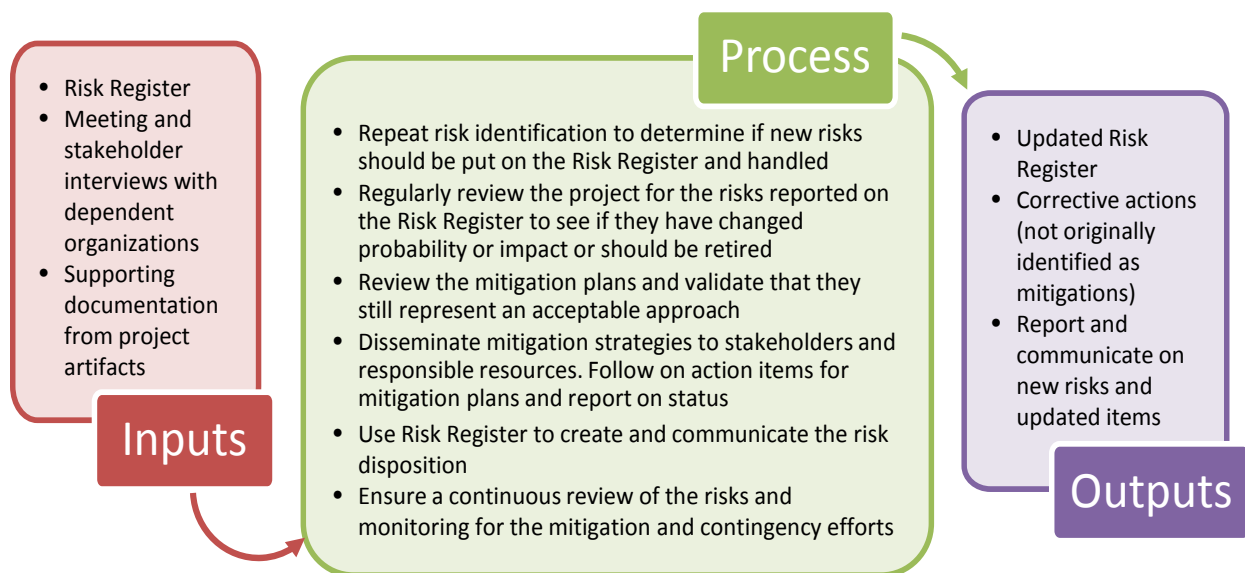 • Risk Register
• Meeting and
stakeholder
interviews with
dependent
organizations
• Supporting
documentation
from project
artifacts
Inputs
Process
• Repeat risk identification to determine if new risks
should be put on the Risk Register and handled
• Regularly review the project for the risks reported on
the Risk Register to see if they have changed
probability or impact or should be retired
• Review the mitigation plans and validate that they
still represent an acceptable approach
• Disseminate mitigation strategies to stakeholders and
responsible resources. Follow on action items for
mitigation plans and report on status
• Use Risk Register to create and communicate the risk
disposition
• Ensure a continuous review of the risks and
monitoring for the mitigation and contingency efforts
• Updated Risk
Register
• Corrective actions
(not originally
identified as
mitigations)
• Report and
communicate on
new risks and
updated items
Outputs